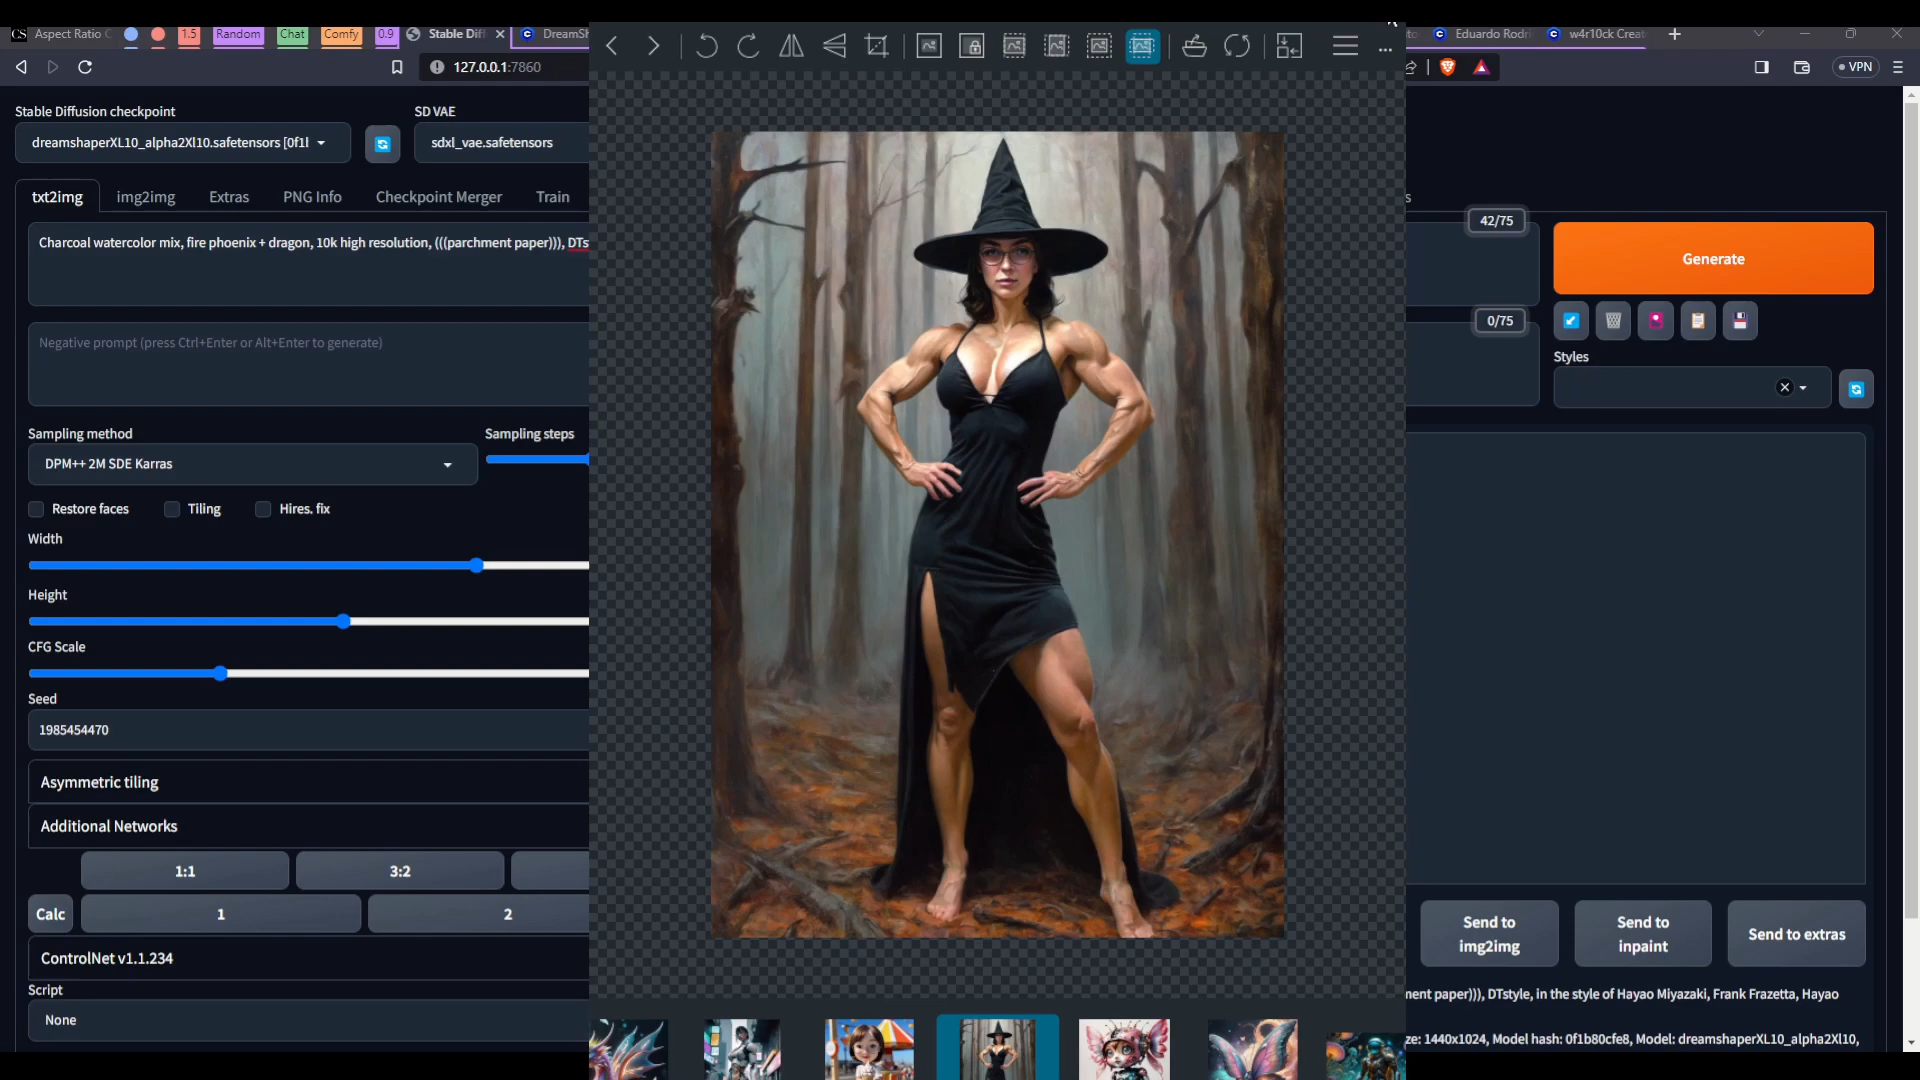 CS Aspect Ratio C 1.5 Random Chat Comfy 0.9 Stable Diff DreamSh Eduardo Rodri w4r10ck Creat
127.0.0.1:7860 VPN
Stable Diffusion checkpoint
SD VAE
dreamshaperXL10_alpha2Xl10.safetensors [0f1l
sdxl_vae.safetensors
txt2img img2img Extras PNG Info Checkpoint Merger Train
s
Charcoal watercolor mix, fire phoenix + dragon, 10k high resolution, (((parchment paper))), DTs
42/75
Generate
Negative prompt (press Ctrl+Enter or Alt+Enter to generate)
0/75
Styles
Sampling method
Sampling steps
DPM++ 2M SDE Karras
Restore faces Tiling Hires. fix
Width
Height
CFG Scale
Seed
1985454470
Asymmetric tiling
Additional Networks
1:1 3:2
Calc 1 2
ControlNet v1.1.234
Script
None
Send to
img2img
Send to
inpaint
Send to extras
ment paper))), DTstyle, in the style of Hayao Miyazaki, Frank Frazetta, Hayao
ze: 1440x1024, Model hash: 0f1b80cfe8, Model: dreamshaperXL10_alpha2Xl10,